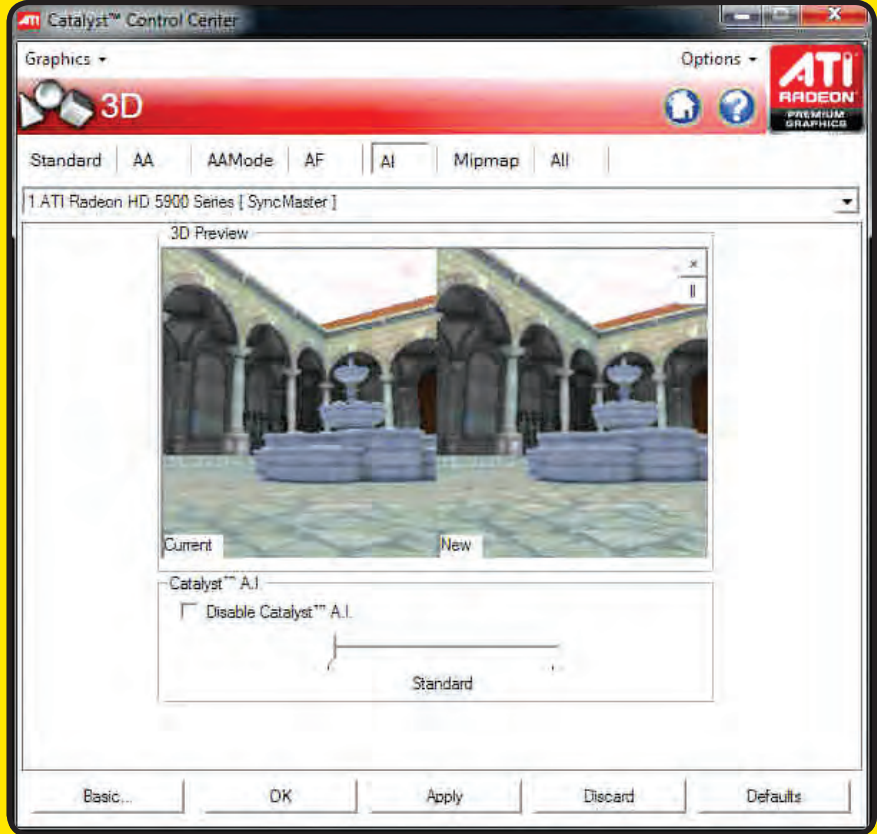 ATI Catalyst™ Control Center
Graphics
Options
ATI
RADEON
PREMIUM
GRAPHICS
3D
Standard AA AAMode AF AI Mipmap All
1.ATI Radeon HD 5900 Series [ SyncMaster ]
3D Preview
Current
New
Catalyst™ A.I.
Disable Catalyst™ A.I.
Standard
Basic... OK Apply Discard Defaults